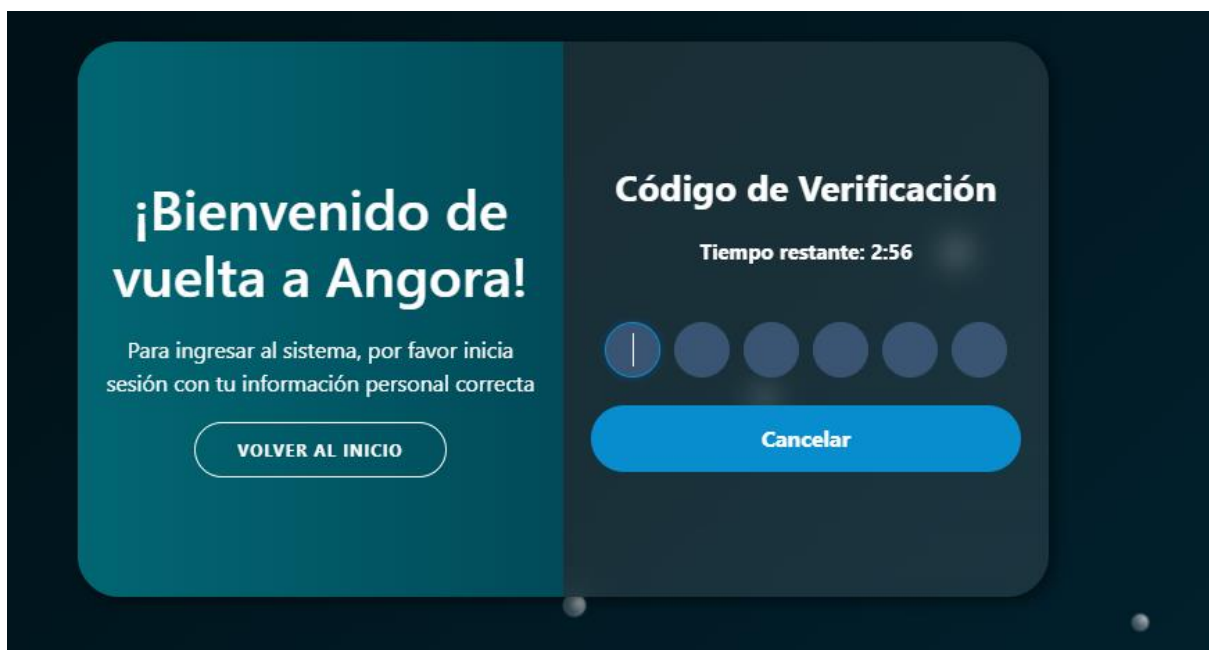 ¡Bienvenido de
vuelta a Angora!
Para ingresar al sistema, por favor inicia
sesión con tu información personal correcta
VOLVER AL INICIO
Código de Verificación
Tiempo restante: 2:56
Cancelar